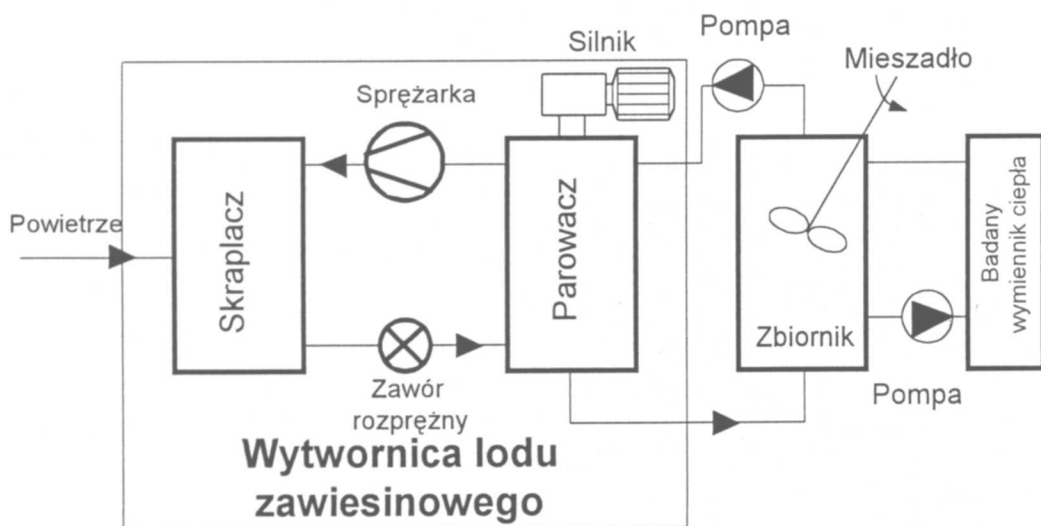 Silnik
Pompa
Mieszadło
Sprężarka
Powietrze
Skraplacz
Parowacz
Zbiornik
Badany
wymiennik ciepła
Zawór
rozprężny
Pompa
Wytwornica lodu
zawiesinowego